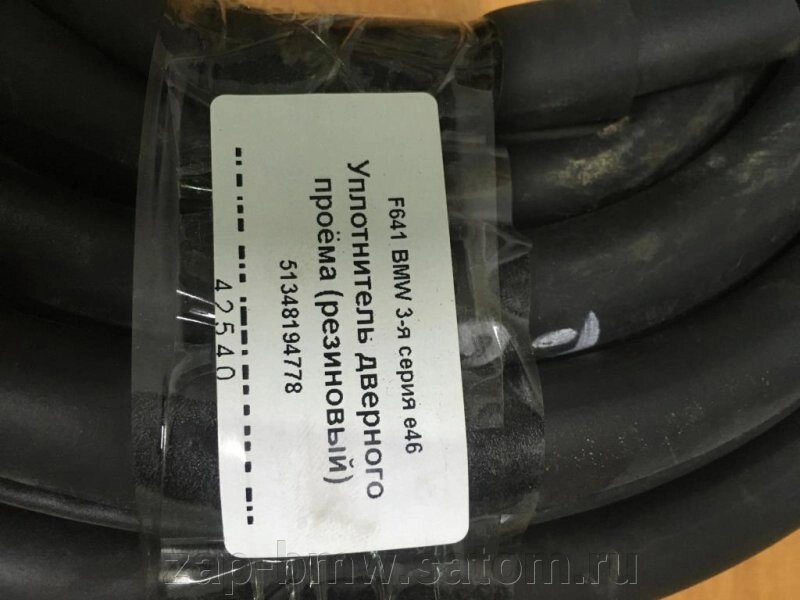 F641 BMW 3-я серия e46
Уплотнитель дверного
проёма (резиновый)
51348194778
42540
zap-bmw.satom.ru